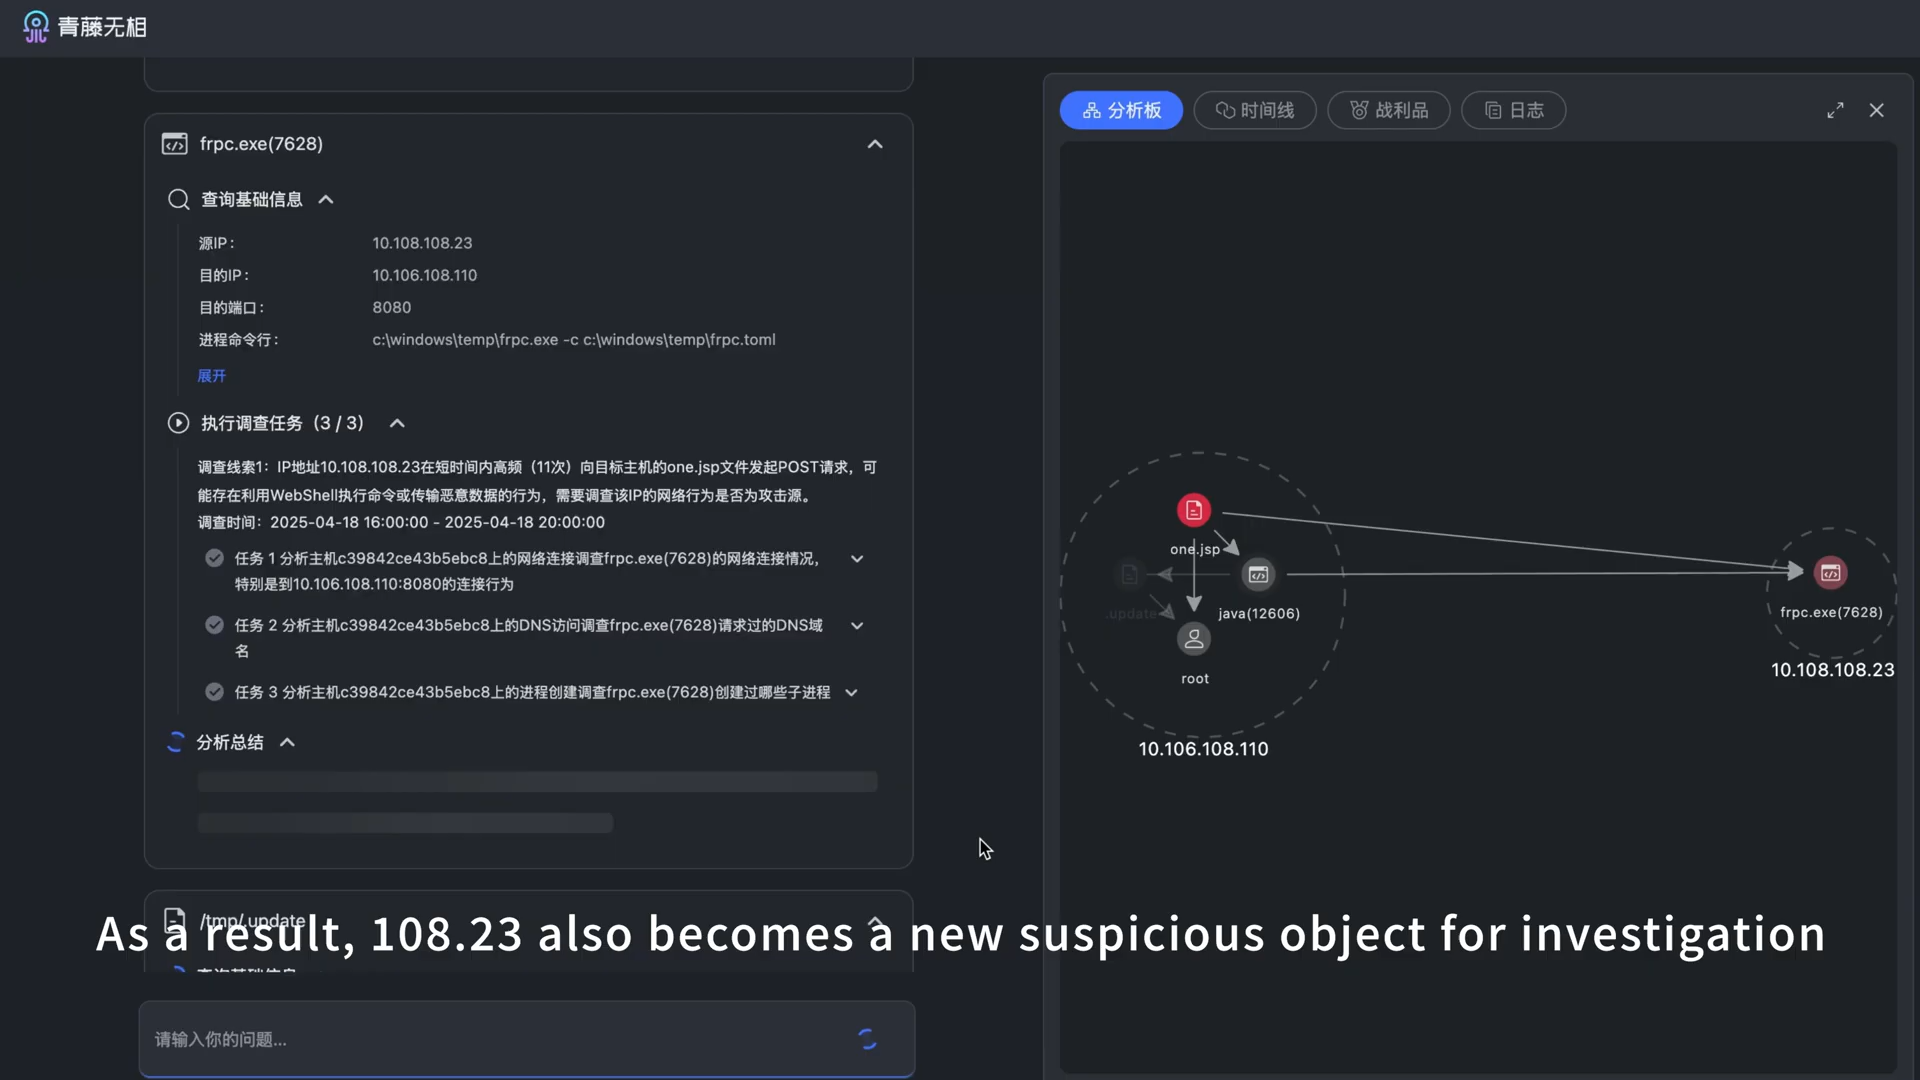 青藤无相
frpc.exe(7628)
查询基础信息
源IP：
10.108.108.23
目的IP：
10.106.108.110
目的端口：
8080
进程命令行：
c:\windows\temp\frpc.exe -c c:\windows\temp\frpc.toml
展开
执行调查任务（3 / 3）
调查线索1：IP地址10.108.108.23在短时间内高频（11次）向目标主机的one.jsp文件发起POST请求，可
能存在利用WebShell执行命令或传输恶意数据的行为，需要调查该IP的网络行为是否为攻击源。
调查时间：2025-04-18 16:00:00 - 2025-04-18 20:00:00
任务 1 分析主机c39842ce43b5ebc8上的网络连接调查frpc.exe(7628)的网络连接情况，
特别是到10.106.108.110:8080的连接行为
任务 2 分析主机c39842ce43b5ebc8上的DNS访问调查frpc.exe(7628)请求过的DNS域
名
任务 3 分析主机c39842ce43b5ebc8上的进程创建调查frpc.exe(7628)创建过哪些子进程
分析总结
/tmp/.update
查询基础信息
请输入你的问题...
分析板
时间线
战利品
日志
one.jsp
.update
java(12606)
root
10.106.108.110
frpc.exe(7628)
10.108.108.23
As a result, 108.23 also becomes a new suspicious object for investigation